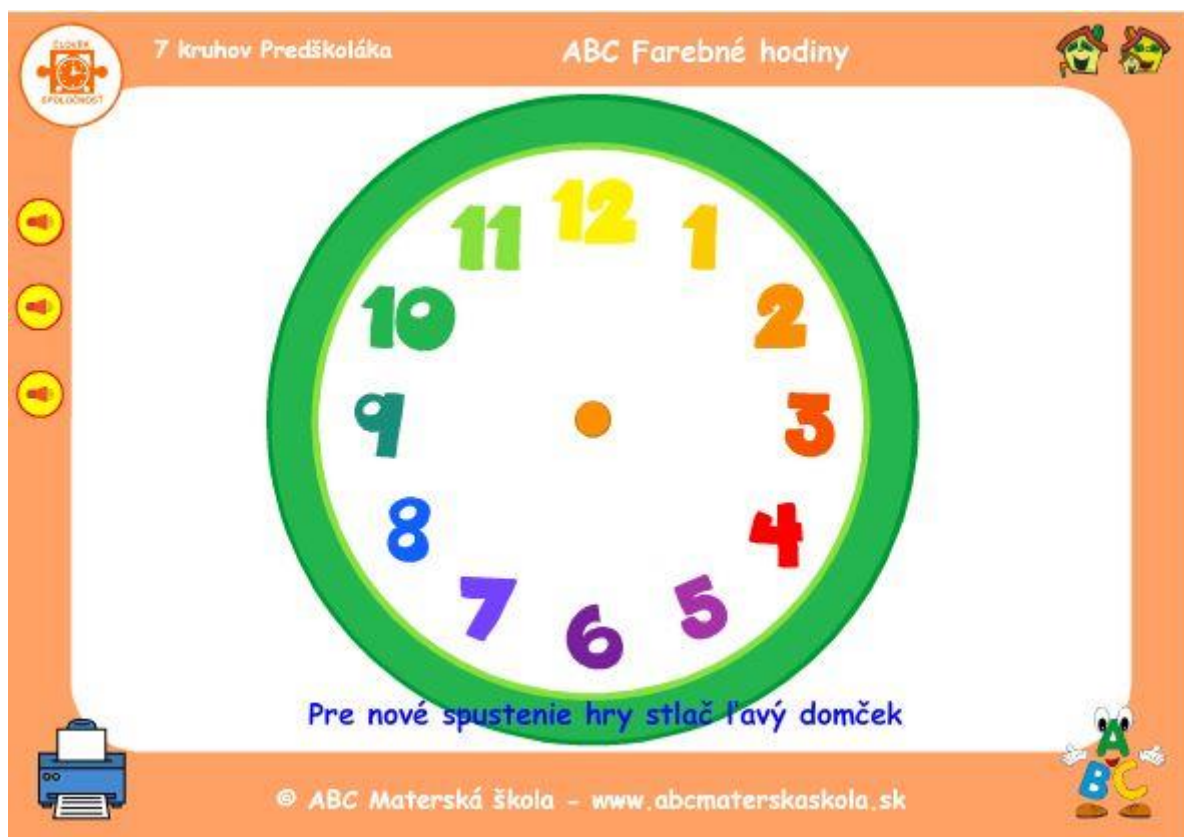 ČLOVEK
SPOLOČNOSŤ
7 kruhov Predškoláka
ABC Farebné hodiny
12
11
1
10
2
9
3
8
4
7
5
6
Pre nové spustenie hry stlač ľavý domček
ABC
© ABC Materská škola - www.abcmaterskaskola.sk